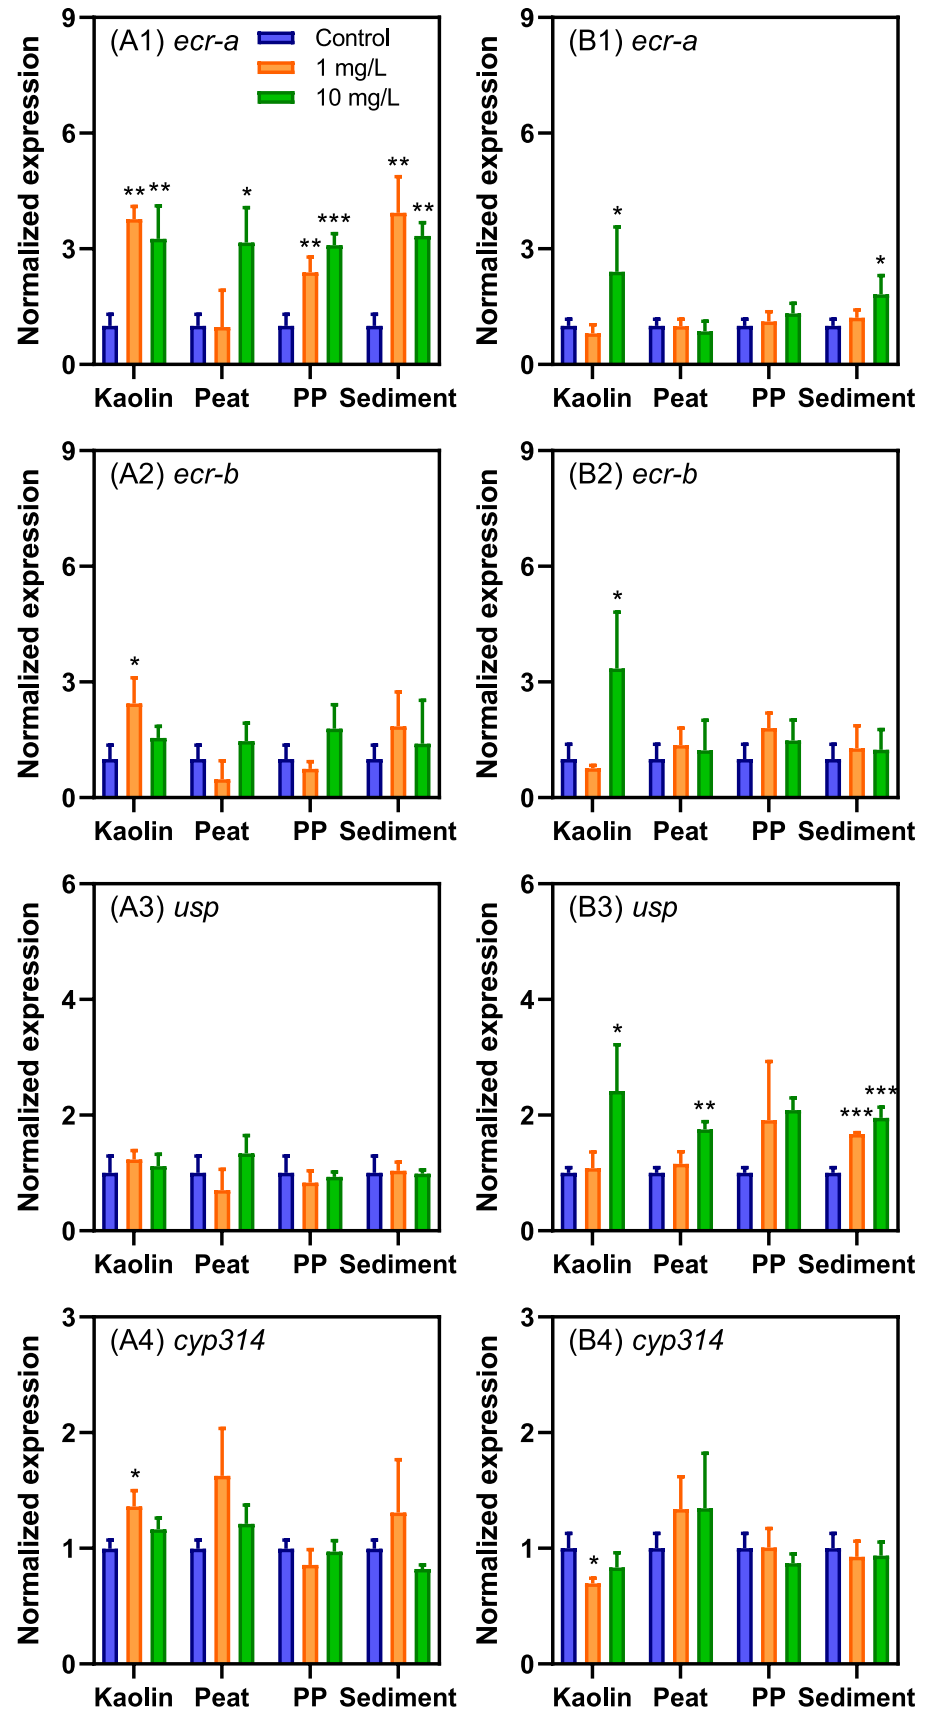 (A1) ecr-a
Control
1 mg/L
10 mg/L
Normalized expression
9
6
3
0
** ** * ** *** ** **
Kaolin Peat PP Sediment
(B1) ecr-a
Normalized expression
9
6
3
0
* *
Kaolin Peat PP Sediment
(A2) ecr-b
Normalized expression
9
6
3
0
*
Kaolin Peat PP Sediment
(B2) ecr-b
Normalized expression
9
6
3
0
*
Kaolin Peat PP Sediment
(A3) usp
Normalized expression
6
4
2
0
Kaolin Peat PP Sediment
(B3) usp
Normalized expression
6
4
2
0
* ** *** ***
Kaolin Peat PP Sediment
(A4) cyp314
Normalized expression
3
2
1
0
*
Kaolin Peat PP Sediment
(B4) cyp314
Normalized expression
3
2
1
0
*
Kaolin Peat PP Sediment